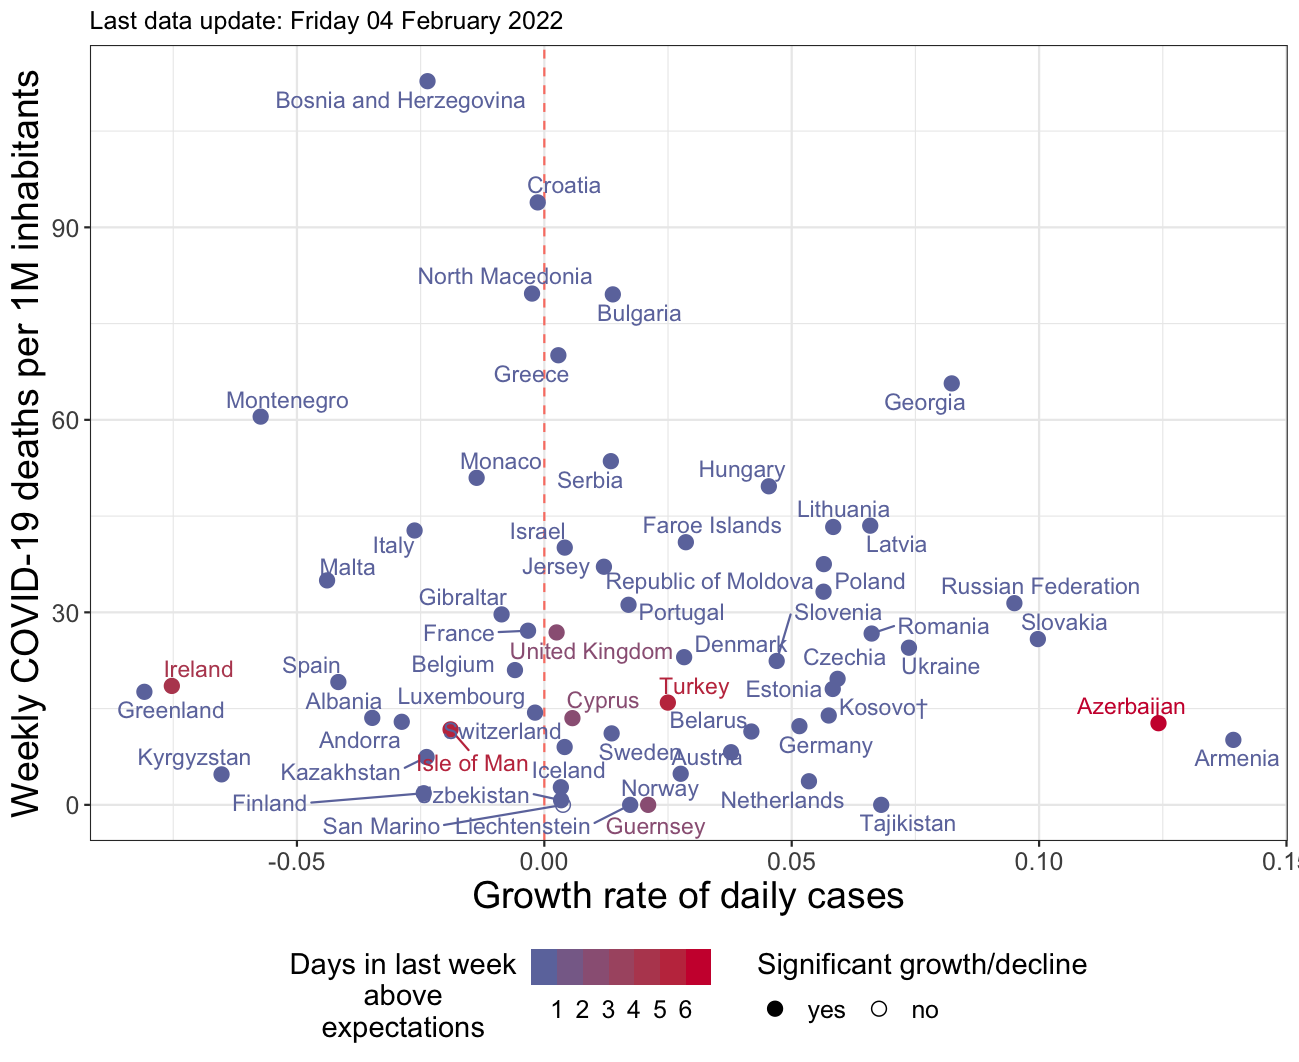 Last data update: Friday 04 February 2022
Weekly COVID-19 deaths per 1M inhabitants
Bosnia and Herzegovina
Croatia
90
North Macedonia
Bulgaria
Greece
Georgia
Montenegro
60
Monaco
Serbia
Hungary
Lithuania
Latvia
Faroe Islands
Israel
Italy
Jersey
Malta
Republic of Moldova
Poland
Russian Federation
Gibraltar
30
Portugal
Slovenia
Slovakia
Romania
France
United Kingdom
Denmark
Czechia
Ukraine
Ireland
Spain
Belgium
Turkey
Estonia
Luxembourg
Cyprus
Albania
Greenland
Kosovo†
Azerbaijan
Belarus
Switzerland
Andorra
Germany
Sweden
Austria
Kyrgyzstan
Armenia
Isle of Man
Kazakhstan
Iceland
Norway
Netherlands
Finland
Uzbekistan
0
San Marino
Liechtenstein
Guernsey
Tajikistan
-0.05
0.00
0.05
0.10
Growth rate of daily cases
Days in last week
above
expectations
1 2 3 4 5 6
Significant growth/decline
yes
no